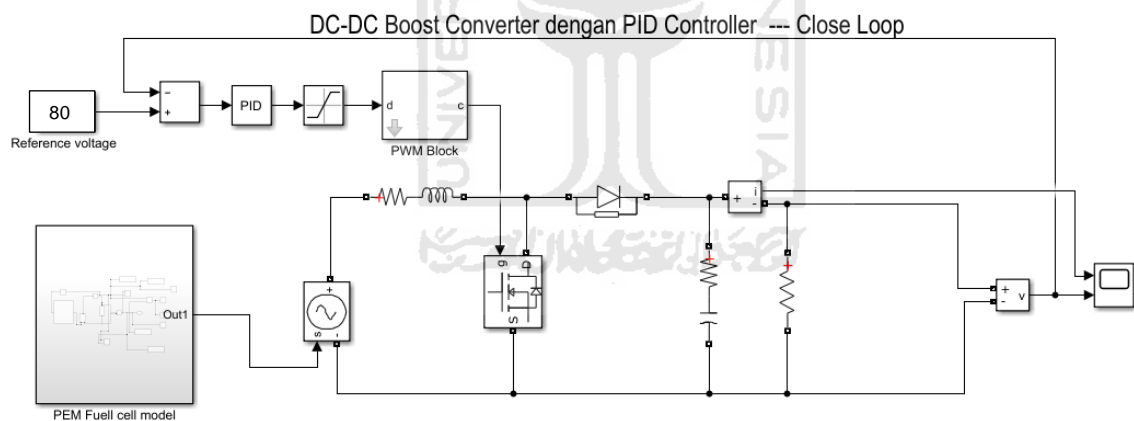 DC-DC Boost Converter dengan PID Controller --- Close Loop
80
Reference voltage
-
+
PID
d
c
PWM Block
+
i
-
g
D
S
+
s
-
+
v
-
Out1
PEM Fuell cell model